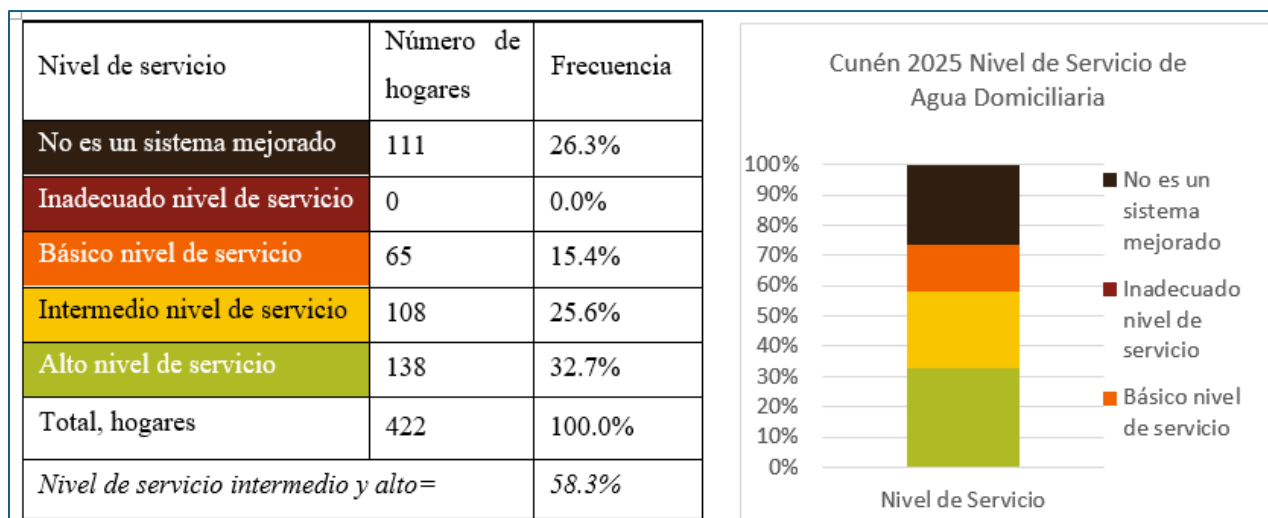 Nivel de servicio
Número de
hogares
Frecuencia
No es un sistema mejorado 111 26.3%
Inadecuado nivel de servicio 0 0.0%
Básico nivel de servicio 65 15.4%
Intermedio nivel de servicio 108 25.6%
Alto nivel de servicio 138 32.7%
Total, hogares 422 100.0%
Nivel de servicio intermedio y alto= 58.3%
Cunén 2025 Nivel de Servicio de
Agua Domiciliaria
100%
90%
80%
70%
60%
50%
40%
30%
20%
10%
0%
Nivel de Servicio
No es un
sistema
mejorado
Inadecuado
nivel de
servicio
Básico nivel
de servicio